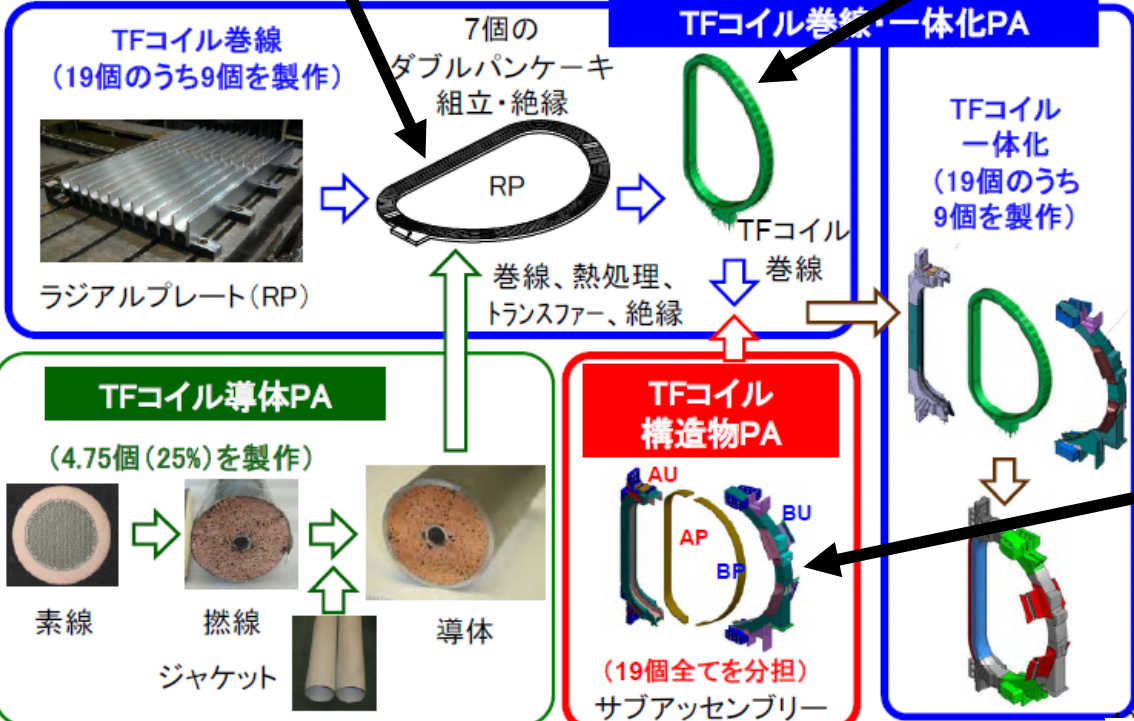 TFコイル巻線・一体化PA
TFコイル巻線
(19個のうち9個を製作)
7個の
ダブルパンケーキ
組立・絶縁
RP
ラジアルプレート(RP)
巻線、熱処理、
トランスファー、絶縁
TFコイル
巻線
TFコイル
一体化
(19個のうち
9個を製作)
TFコイル導体PA
(4.75個(25%)を製作)
素線
撚線
ジャケット
導体
TFコイル
構造物PA
AU
AP
BP
BU
(19個全てを分担)
サブアッセンブリー